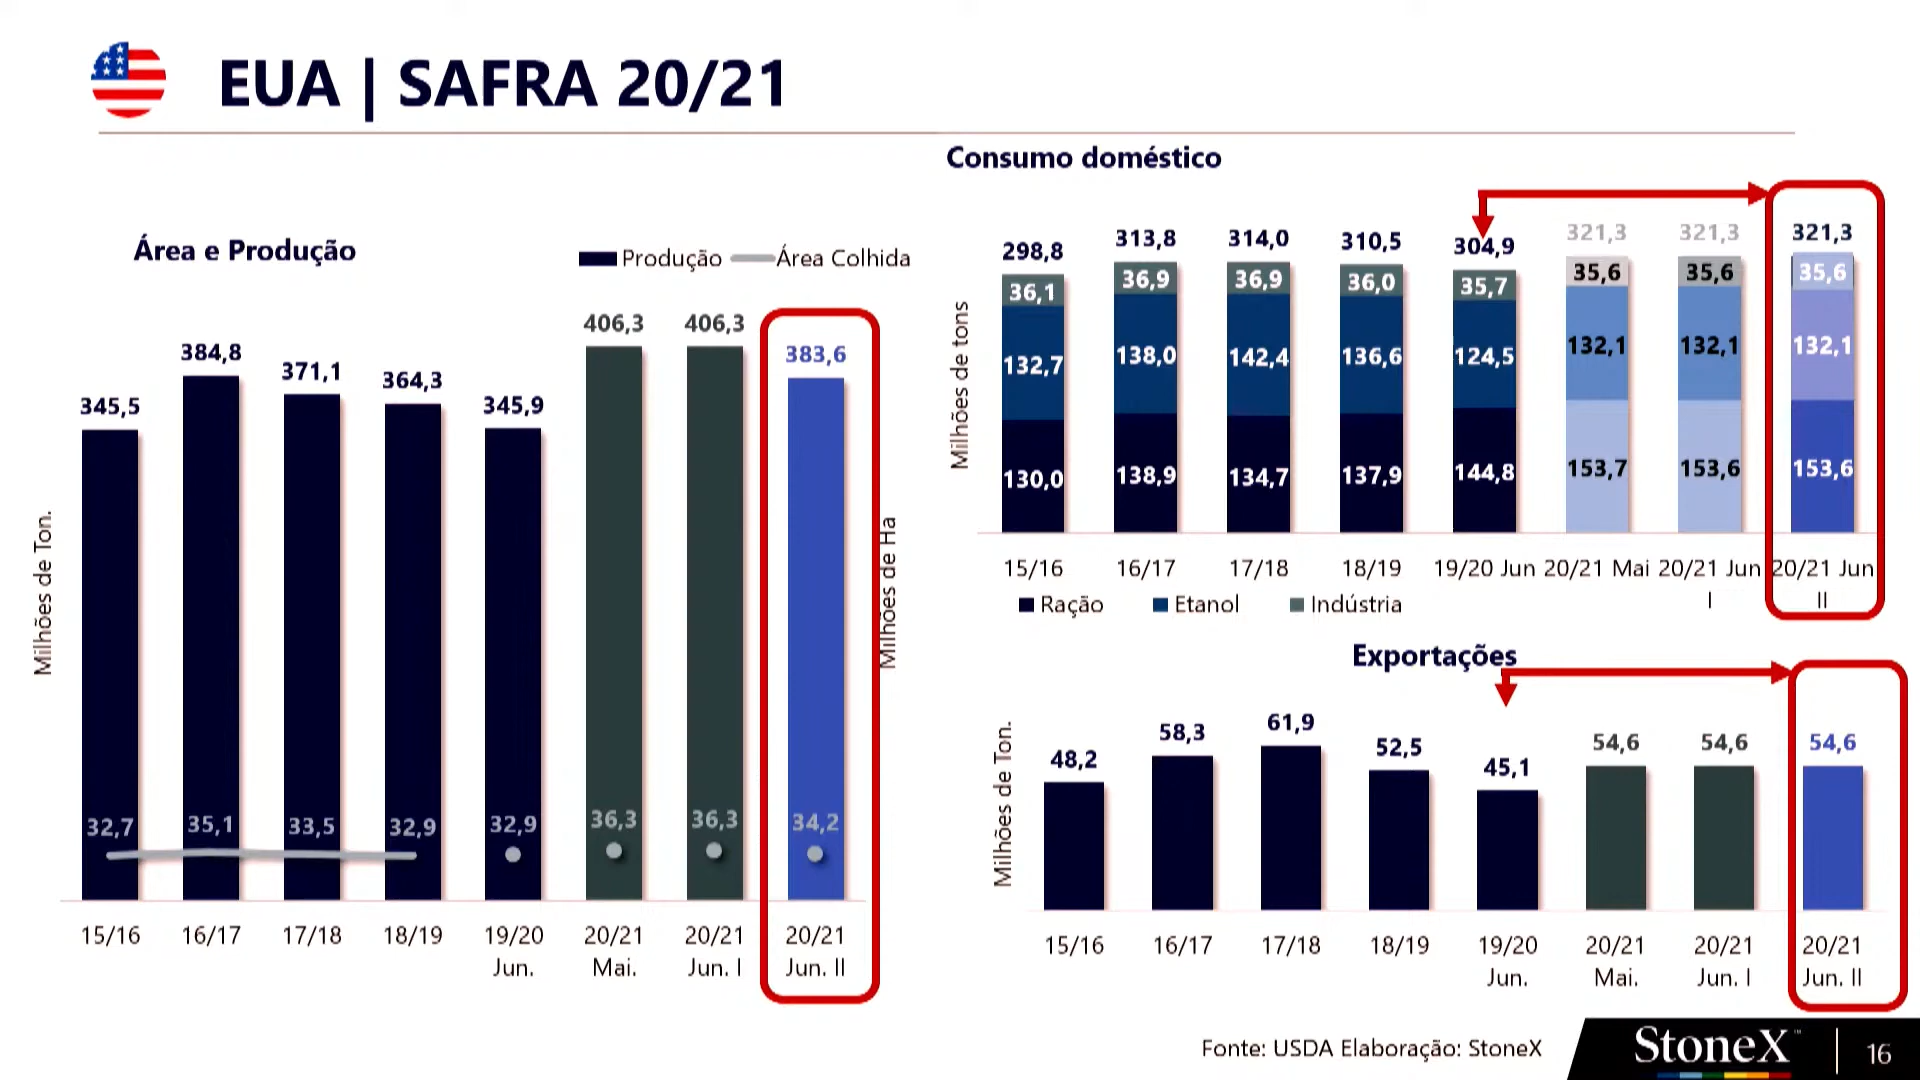 EUA | SAFRA 20/21
Área e Produção
Produção Área Colhida
Milhões de Ton.
Milhões de Ha
345,5 384,8 371,1 364,3 345,9 406,3 406,3 383,6
32,7 35,1 33,5 32,9 32,9 36,3 36,3 34,2
15/16 16/17 17/18 18/19 19/20 20/21 20/21 20/21
Jun. Mai. Jun. I Jun. II
Consumo doméstico
Milhões de tons
298,8 313,8 314,0 310,5 304,9 321,3 321,3 321,3
36,1 36,9 36,9 36,0 35,7 35,6 35,6 35,6
132,7 138,0 142,4 136,6 124,5 132,1 132,1 132,1
130,0 138,9 134,7 137,9 144,8 153,7 153,6 153,6
15/16 16/17 17/18 18/19 19/20 Jun 20/21 Mai 20/21 Jun 20/21 Jun
I II
Ração Etanol Indústria
Exportações
Milhões de Ton.
48,2 58,3 61,9 52,5 45,1 54,6 54,6 54,6
15/16 16/17 17/18 18/19 19/20 20/21 20/21 20/21
Jun. Mai. Jun. I Jun. II
Fonte: USDA Elaboração: StoneX
StoneX™ 16